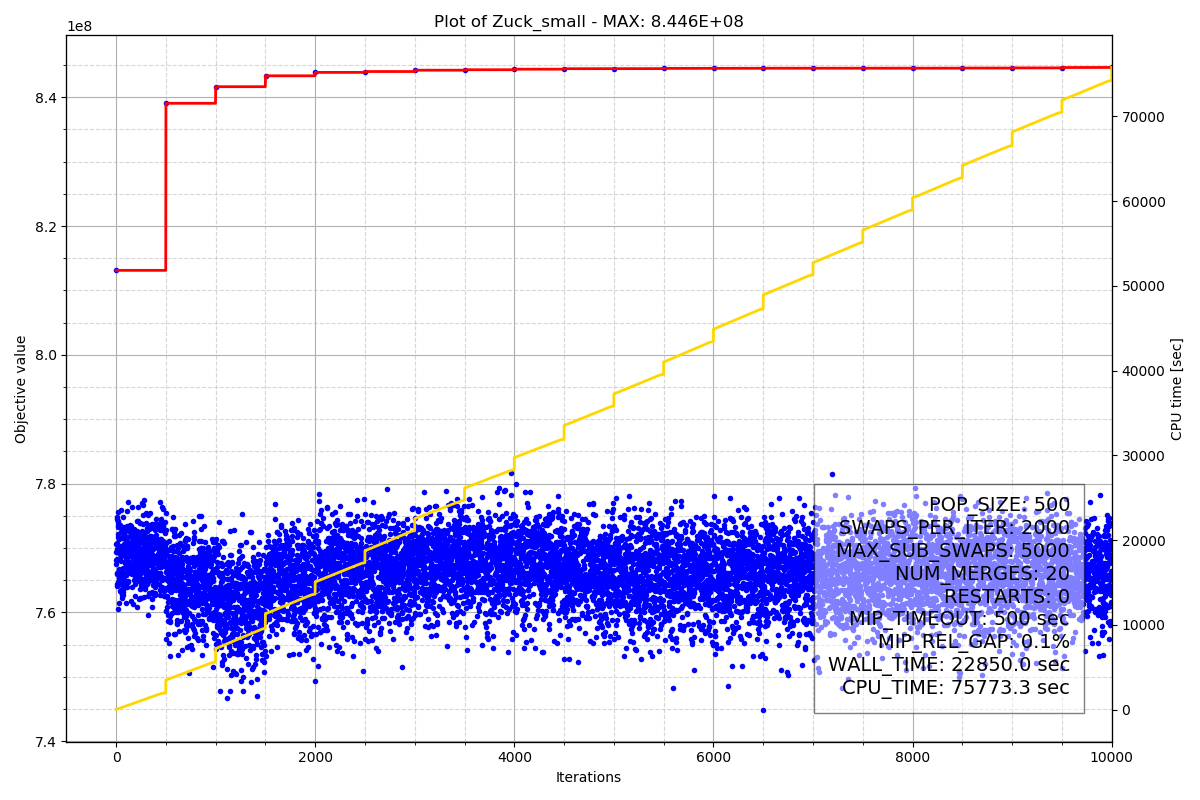 Plot of Zuck_small - MAX: 8.446E+08
1e8
8.4
8.2
8.0
7.8
7.6
7.4
Objective value
0
2000
4000
6000
8000
10000
Iterations
70000
60000
50000
40000
30000
20000
10000
0
CPU time [sec]
POP_SIZE: 500
SWAPS_PER_ITER: 2000
MAX_SUB_SWAPS: 5000
NUM_MERGES: 20
RESTARTS: 0
MIP_TIMEOUT: 500 sec
MIP_REL_GAP: 0.1%
WALL_TIME: 22850.0 sec
CPU_TIME: 75773.3 sec